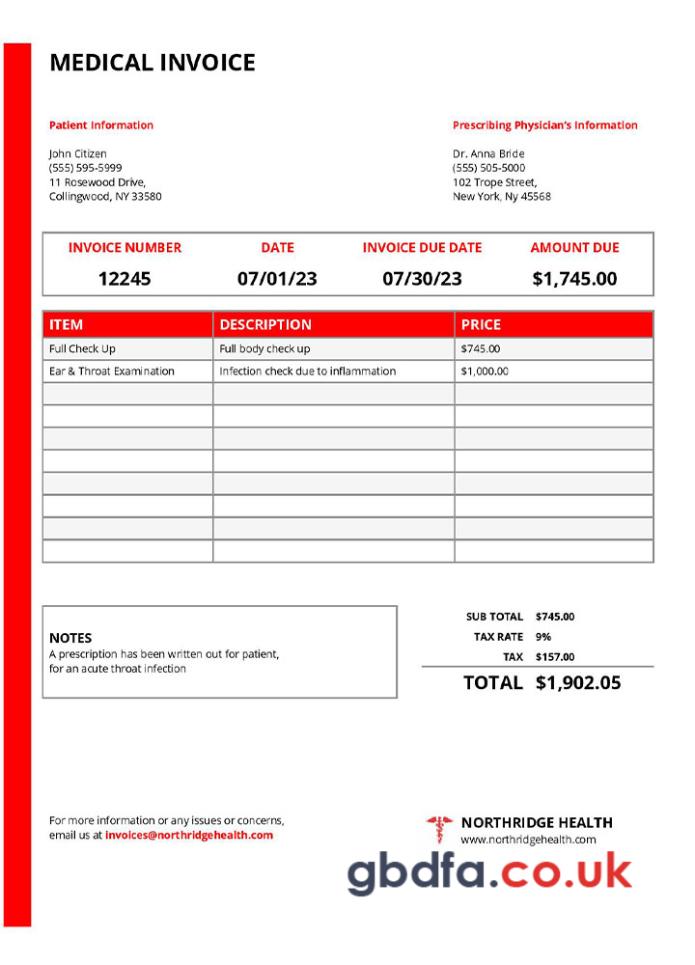 MEDICAL INVOICE
Patient Information
John Citizen
(555) 595-5999
11 Rosewood Drive,
Collingwood, NY 33580
Prescribing Physician's Information
Dr. Anna Bride
(555) 505-5000
102 Trope Street,
New York, Ny 45568
INVOICE NUMBER DATE INVOICE DUE DATE AMOUNT DUE
12245 07/01/23 07/30/23 $1,745.00
ITEM DESCRIPTION PRICE
Full Check Up Full body check up $745.00
Ear & Throat Examination Infection check due to inflammation $1,000.00
NOTES
A prescription has been written out for patient,
for an acute throat infection
SUB TOTAL $745.00
TAX RATE 9%
TAX $157.00
TOTAL $1,902.05
For more information or any issues or concerns,
email us at invoices@northridgehealth.com
NORTHRIDGE HEALTH
www.northridgehealth.com
gbdfa.co.uk